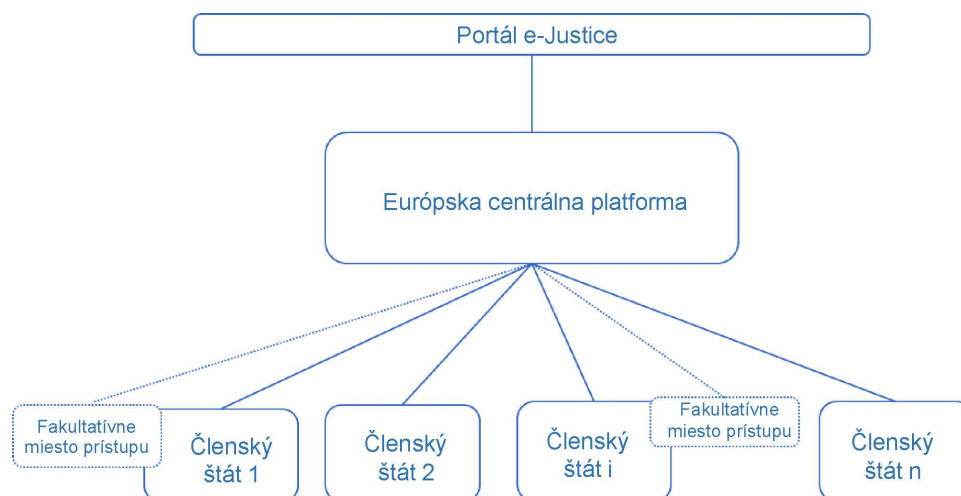 Portál e-Justice
Európska centrálna platforma
Fakultatívne
miesto prístupu
Členský
štát 1
Členský
štát 2
Členský
štát i
Fakultatívne
miesto prístupu
Členský
štát n